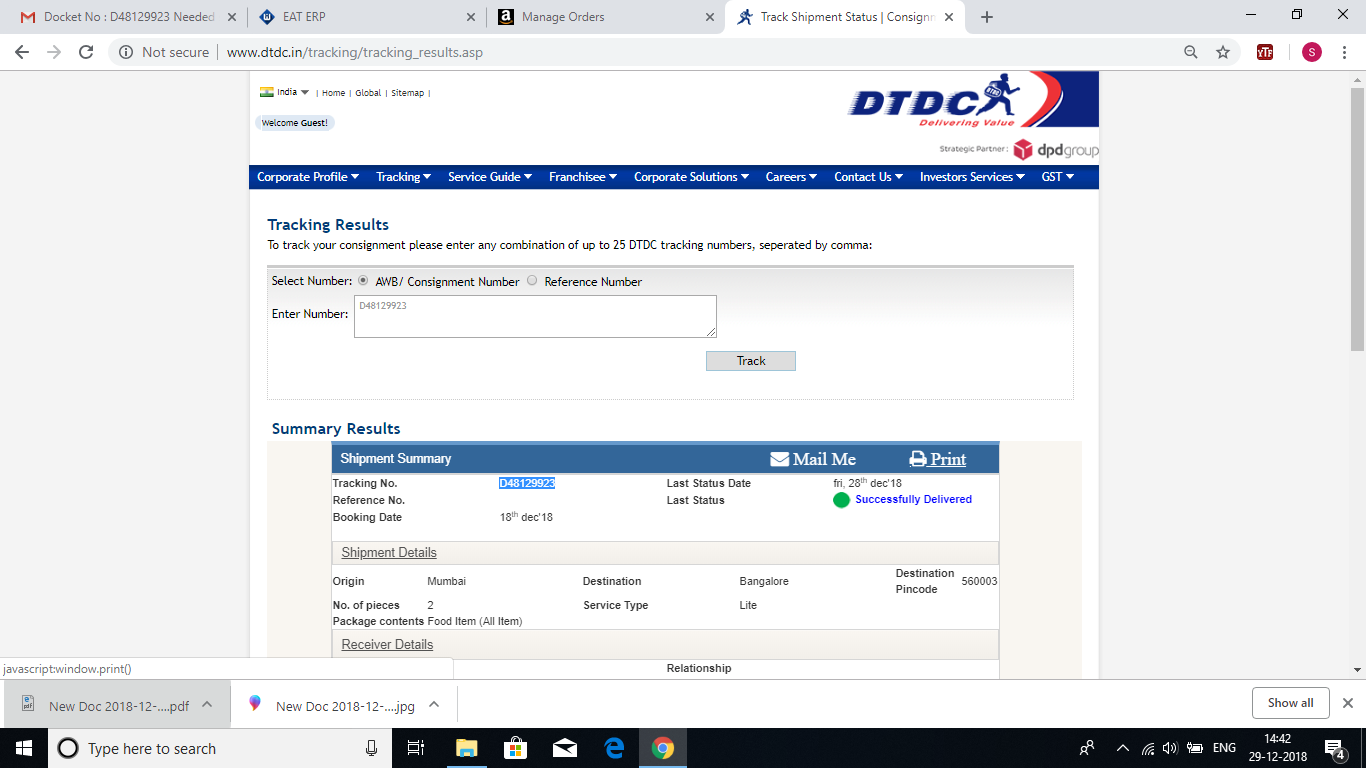 Docket No : D48129923 Needed
EAT ERP
Manage Orders
Track Shipment Status | Consignm
Not secure | www.dtdc.in/tracking/tracking_results.asp
YTF
S
India | Home | Global | Sitemap |
Welcome Guest!
DTDC
Delivering Value
Strategic Partner : dpdgroup
Corporate Profile Tracking Service Guide Franchisee Corporate Solutions Careers Contact Us Investors Services GST
Tracking Results
To track your consignment please enter any combination of up to 25 DTDC tracking numbers, seperated by comma:
Select Number: AWB/ Consignment Number Reference Number
Enter Number: D48129923
Track
Summary Results
Shipment Summary Mail Me Print
Tracking No. D48129923 Last Status Date fri, 28th dec'18
Reference No. Last Status Successfully Delivered
Booking Date 18th dec'18
Shipment Details
Origin Mumbai Destination Bangalore Destination Pincode 560003
No. of pieces 2 Service Type Lite
Package contents Food Item (All Item)
Receiver Details
Relationship
javascript:window.print()
New Doc 2018-12-....pdf
New Doc 2018-12-....jpg
Show all
Type here to search
ENG
14:42
29-12-2018
4